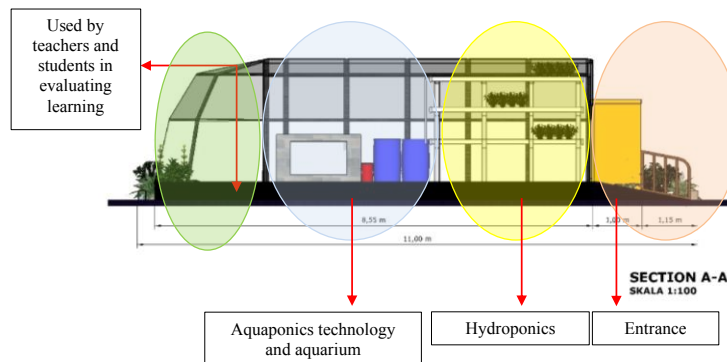 Used by
teachers and
students in
evaluating
learning
8,55 m
1,00 m
1,15 m
11,00 m
SECTION A-A
SKALA 1:100
Aquaponics technology
and aquarium
Hydroponics
Entrance